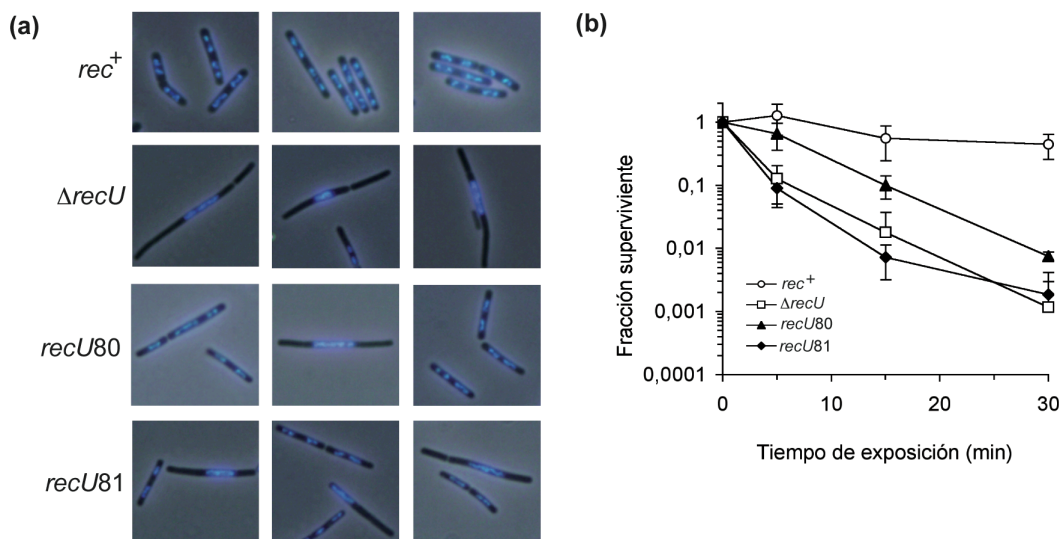 (a)
rec+
ΔrecU
recU80
recU81
(b)
Fracción superviviente
1
0,1
0,01
0,001
0,0001
rec+
ΔrecU
recU80
recU81
0 10 20 30
Tiempo de exposición (min)